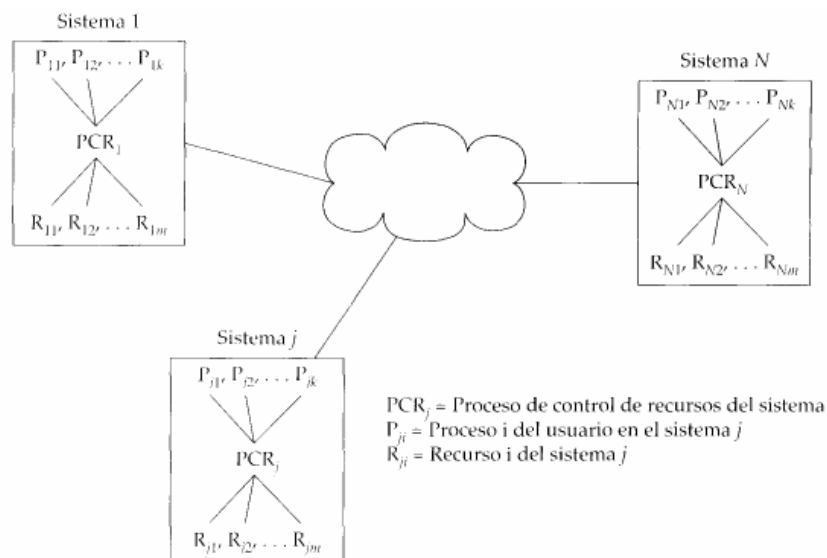 Sistema 1
P11, P12, . . . P1k
PCR1
R11, R12, . . . R1m
Sistema N
PN1, PN2, . . . PNk
PCRN
RN1, RN2, . . . RNm
Sistema j
Pj1, Pj2, . . . Pjk
PCRj
Rj1, Rj2, . . . Rjm
PCRj = Proceso de control de recursos del sistema
Pji = Proceso i del usuario en el sistema j
Rji = Recurso i del sistema j